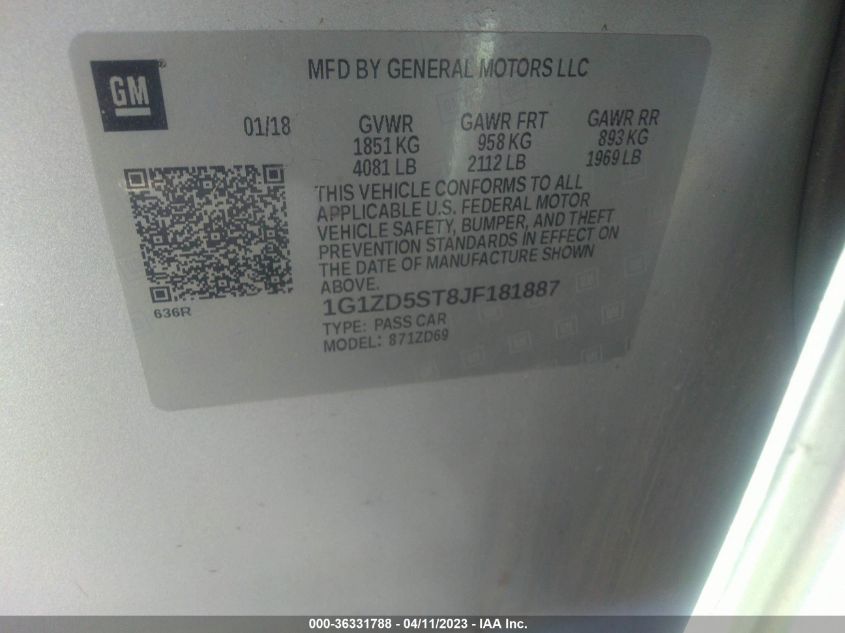 GM®
MFD BY GENERAL MOTORS LLC
01/18
GVWR GAWR FRT GAWR RR
1851 KG 958 KG 893 KG
4081 LB 2112 LB 1969 LB
THIS VEHICLE CONFORMS TO ALL
APPLICABLE U.S. FEDERAL MOTOR
VEHICLE SAFETY, BUMPER, AND THEFT
PREVENTION STANDARDS IN EFFECT ON
THE DATE OF MANUFACTURE SHOWN
ABOVE.
1G1ZD5ST8JF181887
TYPE: PASS CAR
MODEL: 871ZD69
636R
000-36331788 - 04/11/2023 - IAA Inc.